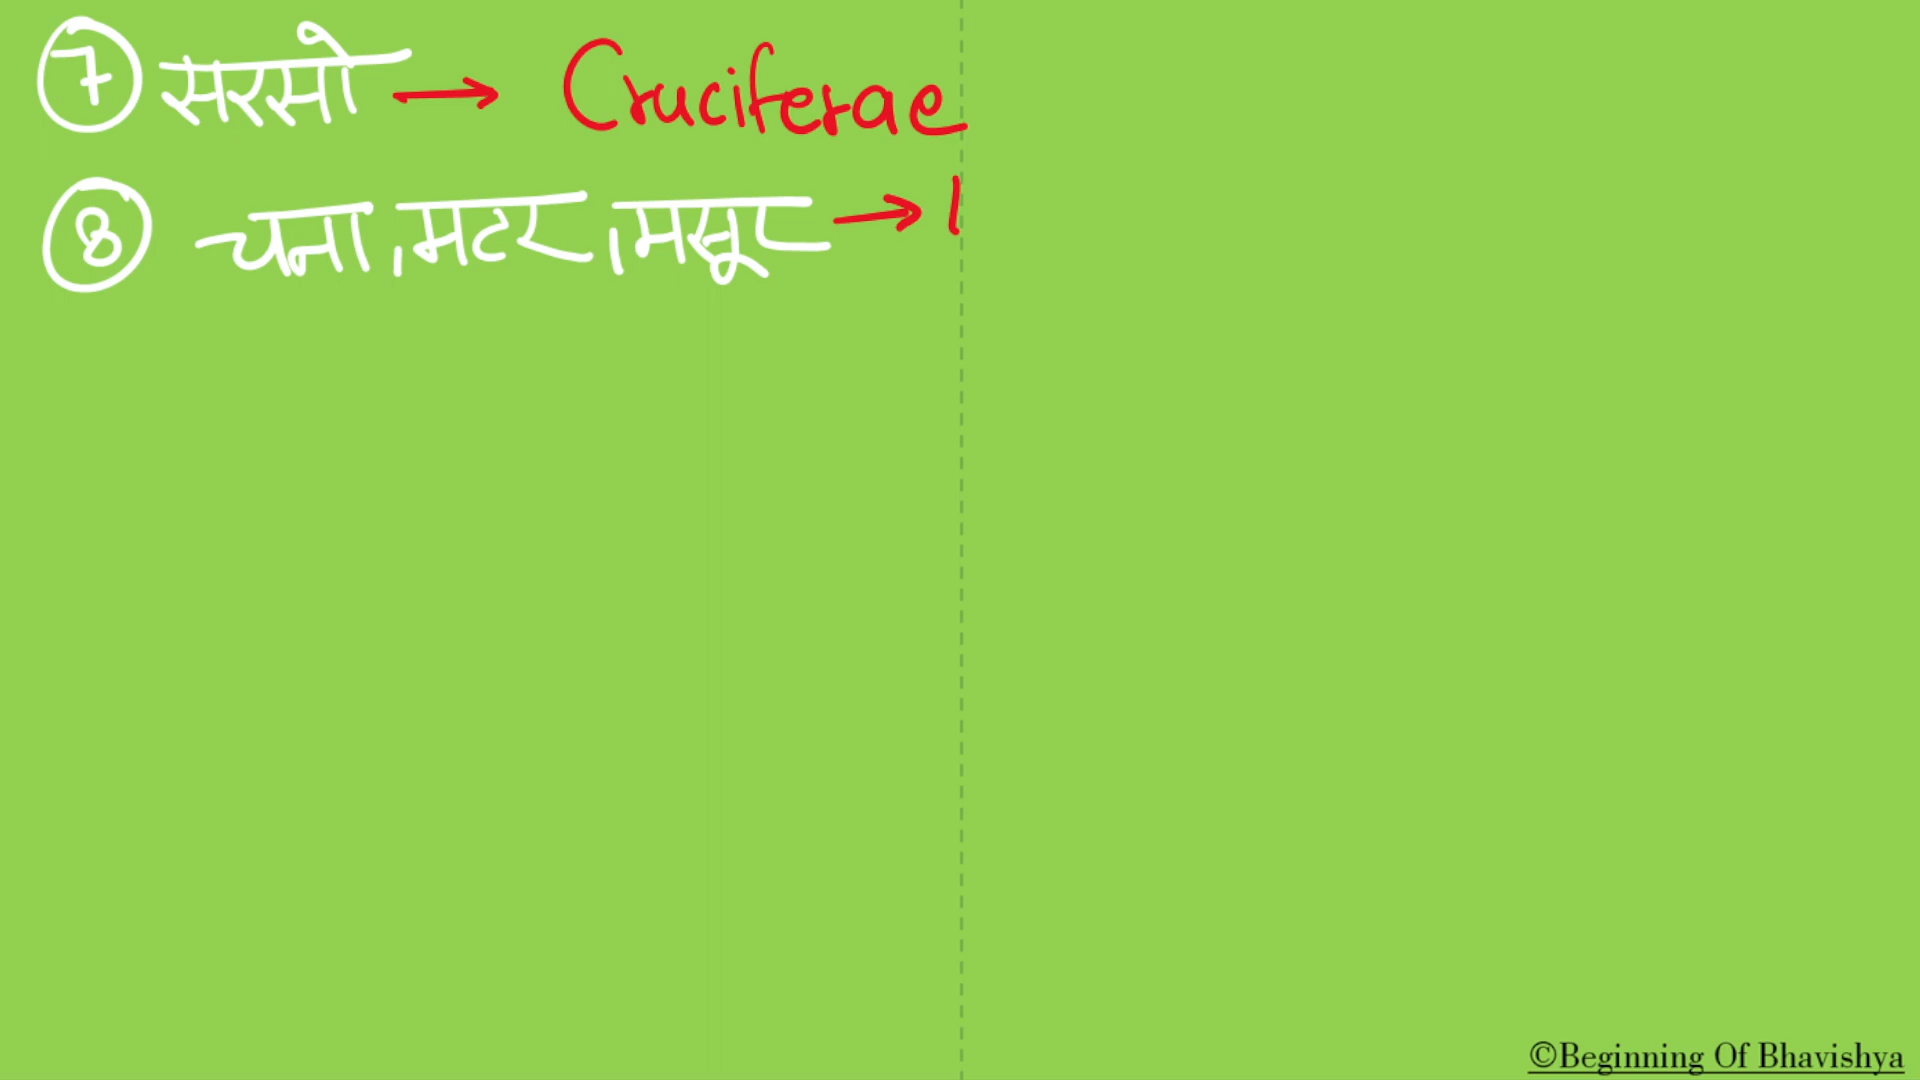 7 सरसो → Cruciferae
8 चना, मटर, मसूर →
©Beginning Of Bhavishya